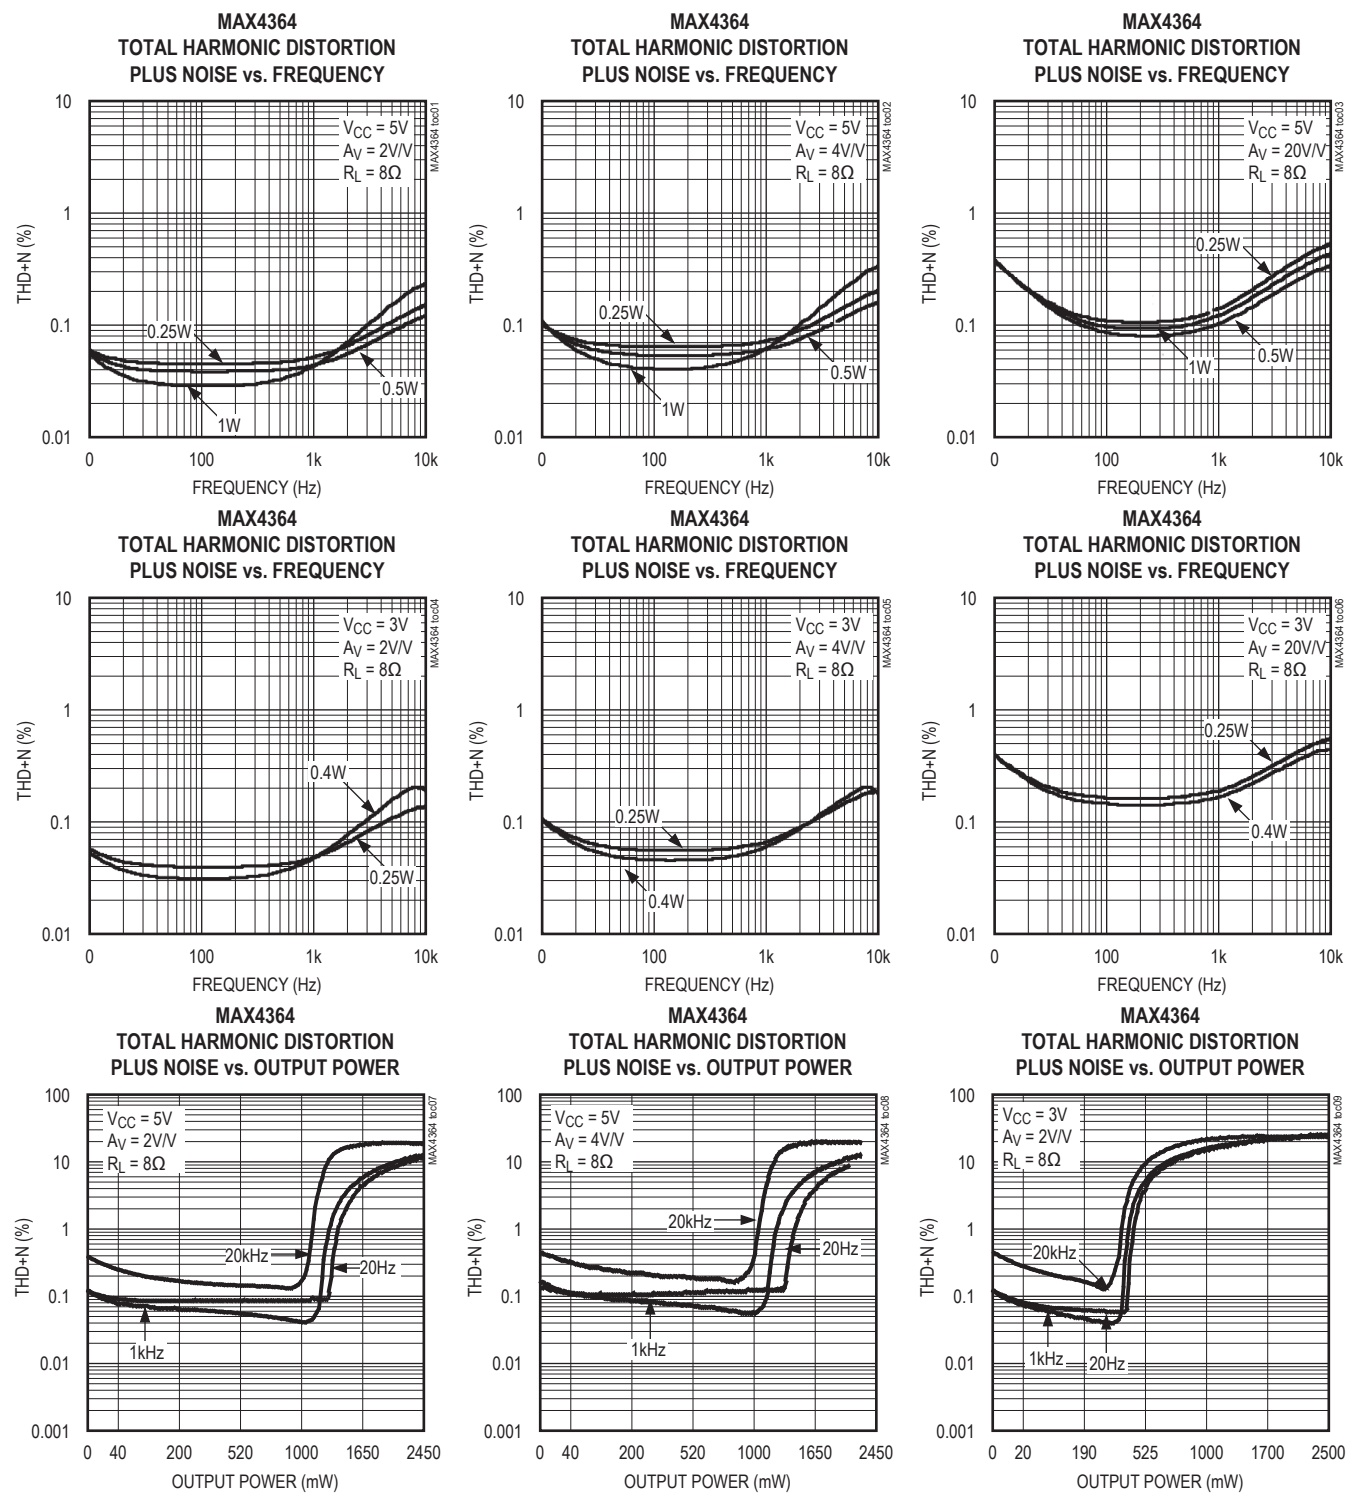 MAX4364
TOTAL HARMONIC DISTORTION
PLUS NOISE vs. FREQUENCY
MAX4364 toc01
VCC = 5V
AV = 2V/V
RL = 8Ω
10
1
0.1
0.01
THD+N (%)
0.25W
0.5W
1W
0
100
1k
10k
FREQUENCY (Hz)
MAX4364
TOTAL HARMONIC DISTORTION
PLUS NOISE vs. FREQUENCY
MAX4364 toc02
VCC = 5V
AV = 4V/V
RL = 8Ω
10
1
0.1
0.01
THD+N (%)
0.25W
0.5W
1W
0
100
1k
10k
FREQUENCY (Hz)
MAX4364
TOTAL HARMONIC DISTORTION
PLUS NOISE vs. FREQUENCY
MAX4364 toc03
VCC = 5V
AV = 20V/V
RL = 8Ω
10
1
0.1
0.01
THD+N (%)
0.25W
0.5W
1W
0
100
1k
10k
FREQUENCY (Hz)
MAX4364
TOTAL HARMONIC DISTORTION
PLUS NOISE vs. FREQUENCY
MAX4364 toc04
VCC = 3V
AV = 2V/V
RL = 8Ω
10
1
0.1
0.01
THD+N (%)
0.4W
0.25W
0
100
1k
10k
FREQUENCY (Hz)
MAX4364
TOTAL HARMONIC DISTORTION
PLUS NOISE vs. FREQUENCY
MAX4364 toc05
VCC = 3V
AV = 4V/V
RL = 8Ω
10
1
0.1
0.01
THD+N (%)
0.25W
0.4W
0
100
1k
10k
FREQUENCY (Hz)
MAX4364
TOTAL HARMONIC DISTORTION
PLUS NOISE vs. FREQUENCY
MAX4364 toc06
VCC = 3V
AV = 20V/V
RL = 8Ω
10
1
0.1
0.01
THD+N (%)
0.25W
0.4W
0
100
1k
10k
FREQUENCY (Hz)
MAX4364
TOTAL HARMONIC DISTORTION
PLUS NOISE vs. OUTPUT POWER
MAX4364 toc07
VCC = 5V
AV = 2V/V
RL = 8Ω
100
10
1
0.1
0.01
0.001
THD+N (%)
20kHz
20Hz
1kHz
0
40
200
520
1000
1650
2450
OUTPUT POWER (mW)
MAX4364
TOTAL HARMONIC DISTORTION
PLUS NOISE vs. OUTPUT POWER
MAX4364 toc08
VCC = 5V
AV = 4V/V
RL = 8Ω
100
10
1
0.1
0.01
0.001
THD+N (%)
20kHz
20Hz
1kHz
0
40
200
520
1000
1650
2450
OUTPUT POWER (mW)
MAX4364
TOTAL HARMONIC DISTORTION
PLUS NOISE vs. OUTPUT POWER
MAX4364 toc09
VCC = 3V
AV = 2V/V
RL = 8Ω
100
10
1
0.1
0.01
0.001
THD+N (%)
20kHz
1kHz
20Hz
0
20
190
525
1000
1700
2500
OUTPUT POWER (mW)